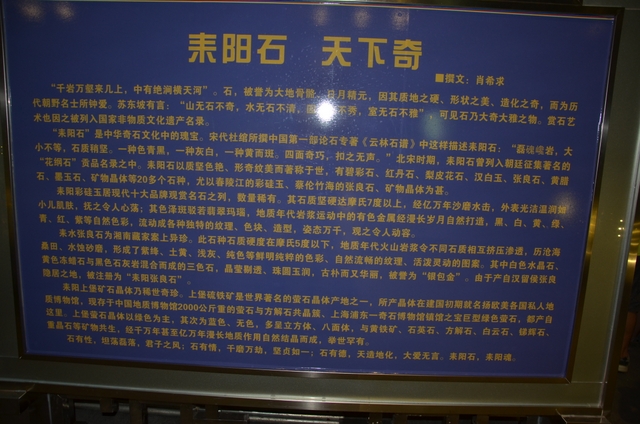 耒阳石 天下奇
■撰文：肖希求
“千岩万壑来几上，中有绝涧横天河”。石，被誉为大地骨骼、日月精元，因其质地之硬、形状之美、造化之奇，而为历
代朝野名士所钟爱。苏东坡有言：“山无石不奇，水无石不清，园无石不秀，室无石不雅”，可见石乃大奇大雅之物。赏石艺
术也因之被列入国家非物质文化遗产名录。
“耒阳石”是中华奇石文化中的瑰宝。宋代杜绾所撰中国第一部论石专著《云林石谱》中这样描述耒阳石：岩，大
小不等，石质稍坚。一种色青黑，一种灰白，一种黄而斑。四面奇巧，扣之无声。”北宋时期，耒阳石曾列入朝廷征集著名的
“花纲石”贡品名录之中。耒阳石以质坚色艳、形奇纹美而著称于世，有碧彩石、红丹石、梨皮花石、汉白玉、张良石、黄腊
石、墨玉石、矿物晶体等20多个石种，尤以舂陵江的彩硅玉、蔡伦竹海的张良石、矿物晶体为甚。
耒阳彩硅玉居现代十大品牌观赏名石之列，数量稀有。其石质坚硬达摩氏7度以上，经亿万年沙磨水击，外表光洁温润如
小儿肌肤，抚之令人心荡；其色泽斑驳若翡翠玛瑙，地质年代岩浆运动中的有色金属经漫长岁月自然打造，黑、白、黄、雍、
青、红、紫等自然色彩，流动成各种独特的纹理、色块、造型，姿态万千，观之令人动容。
耒水张良石为湘南藏家案上异珍。此石种石质硬度在摩氏5度以下，地质年代火山岩浆令不同石质相互挤压渗透，历沧海
桑田、水蚀砂磨，形成了紫绛、土黄、浅灰、纯色等鲜明纯粹的色彩、自然流畅的纹理、活泼灵动的图案。其中白色水晶石、
黄色冻蜡石与黑色石灰岩混合而成的三色石，晶莹剔透、珠圆玉润，古朴而又华丽，被誉为“银包金”。由于产自汉留侯张良
隐居之地，被注册为“耒阳张良石”。
耒阳上堡矿石晶体乃稀世奇珍。上堡硫铁矿是世界著名的萤石晶体产地之一，所产晶体在建国初期就名扬欧美各国私人地
质博物馆，现存于中国地质博物馆2000公斤重的萤石与方解石共晶簇、上海浦东一奇石博物馆镇馆之宝巨型绿色萤石，都产自
这里。上堡萤石晶体以绿色为主，其次为蓝色、无色，多呈立方体、八面体，与黄铁矿、石英石、方解石、白云石、锑辉石、
重晶石等矿物共生，经千万年甚至亿万年漫长地质作用自然结晶而成，举世罕有。
石有性，坦荡磊落，君子之风；石有情，千磨万劫，坚贞如一；石有德，天造地化，大爱无言。耒阳石，耒阳魂。